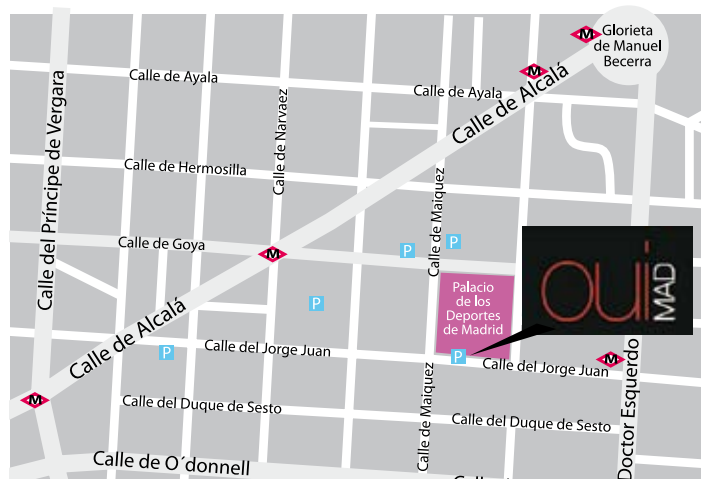 Glorieta
de Manuel
Becerra
M
M
Calle de Ayala
Calle de Ayala
Calle de Alcalá
Calle del Príncipe de Vergara
Calle de Narvaez
Calle de Hermosilla
Calle de Maiquez
Calle de Goya
M
P
P
OUI
MAD
Palacio
de los
Deportes
de Madrid
P
Calle de Alcalá
P
Calle del Jorge Juan
P
Calle del Jorge Juan
M
M
Calle del Duque de Sesto
Calle de Maiquez
Calle del Duque de Sesto
Doctor Esquerdo
Calle de O´donnell